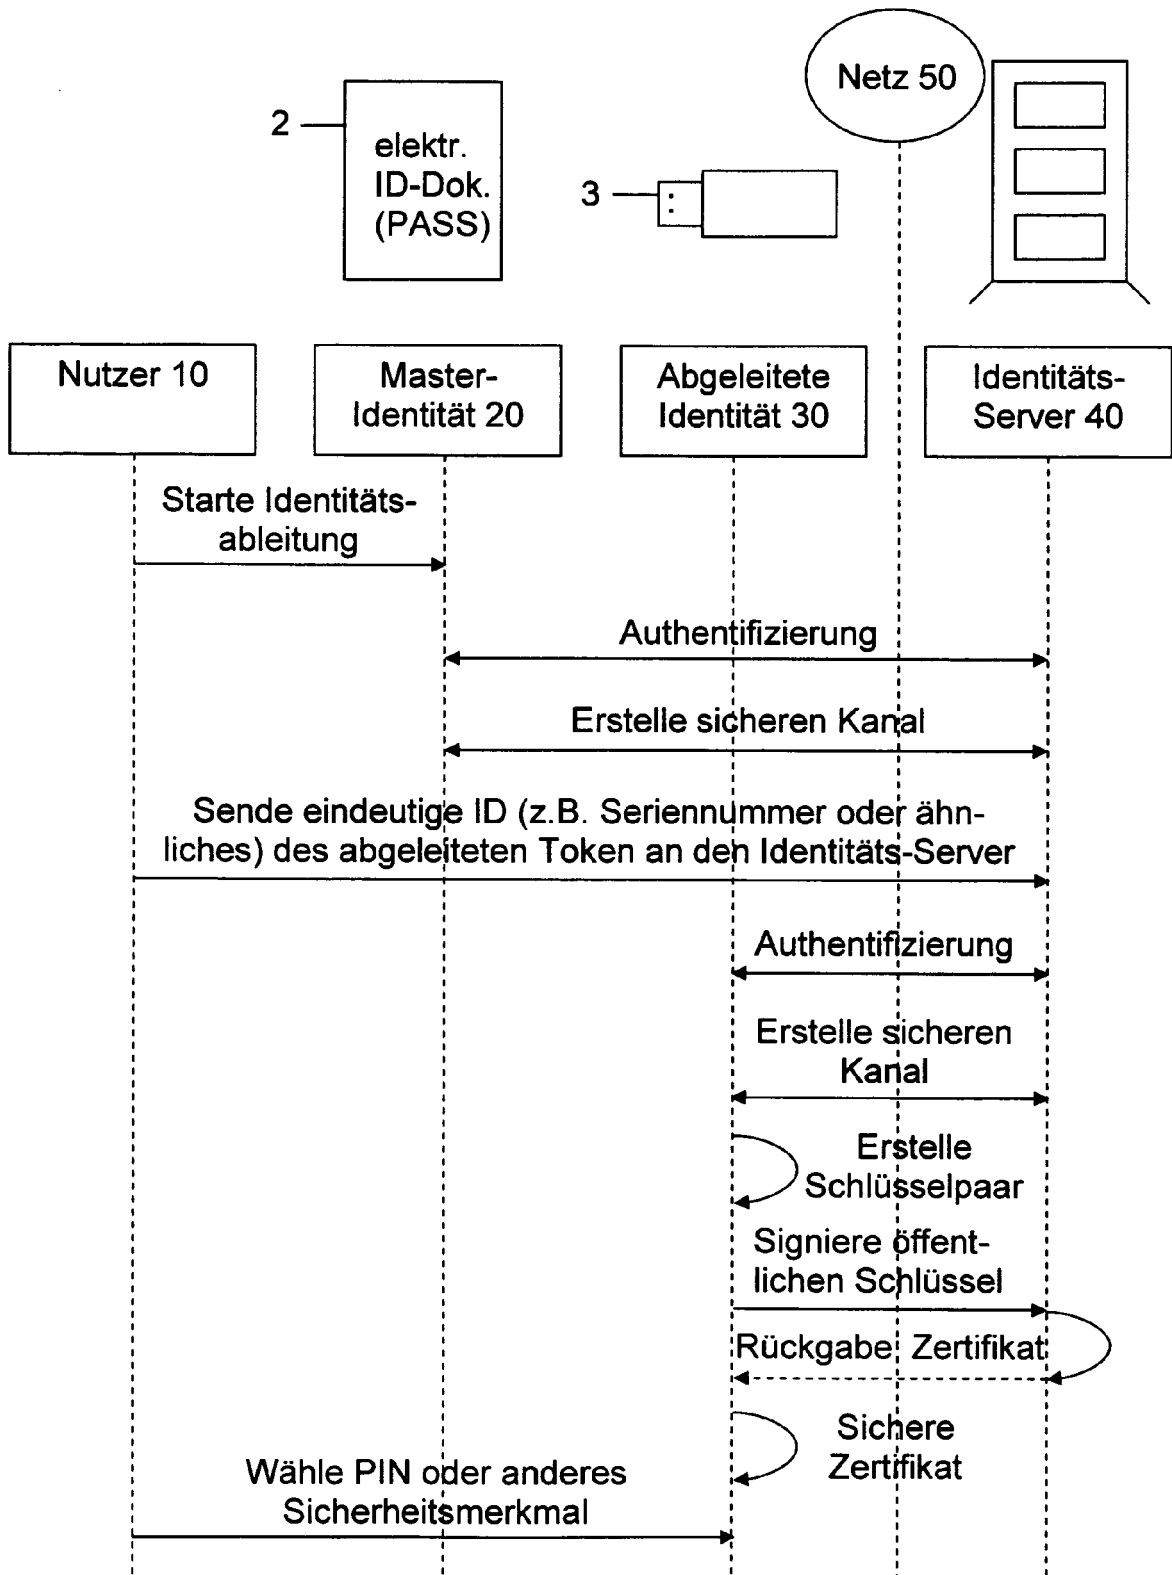 Netz 50
2
elektr.
ID-Dok.
(PASS)
3
Nutzer 10
Master-
Identität 20
Abgeleitete
Identität 30
Identitäts-
Server 40
Starte Identitäts-
ableitung
Authentifizierung
Erstelle sicheren Kanal
Sende eindeutige ID (z.B. Seriennummer oder ähn-
liches) des abgeleiteten Token an den Identitäts-Server
Authentifizierung
Erstelle sicheren
Kanal
Erstelle
Schlüsselpaar
Signiere öffent-
lichen Schlüssel
Rückgabe Zertifikat
Sichere
Zertifikat
Wähle PIN oder anderes
Sicherheitsmerkmal